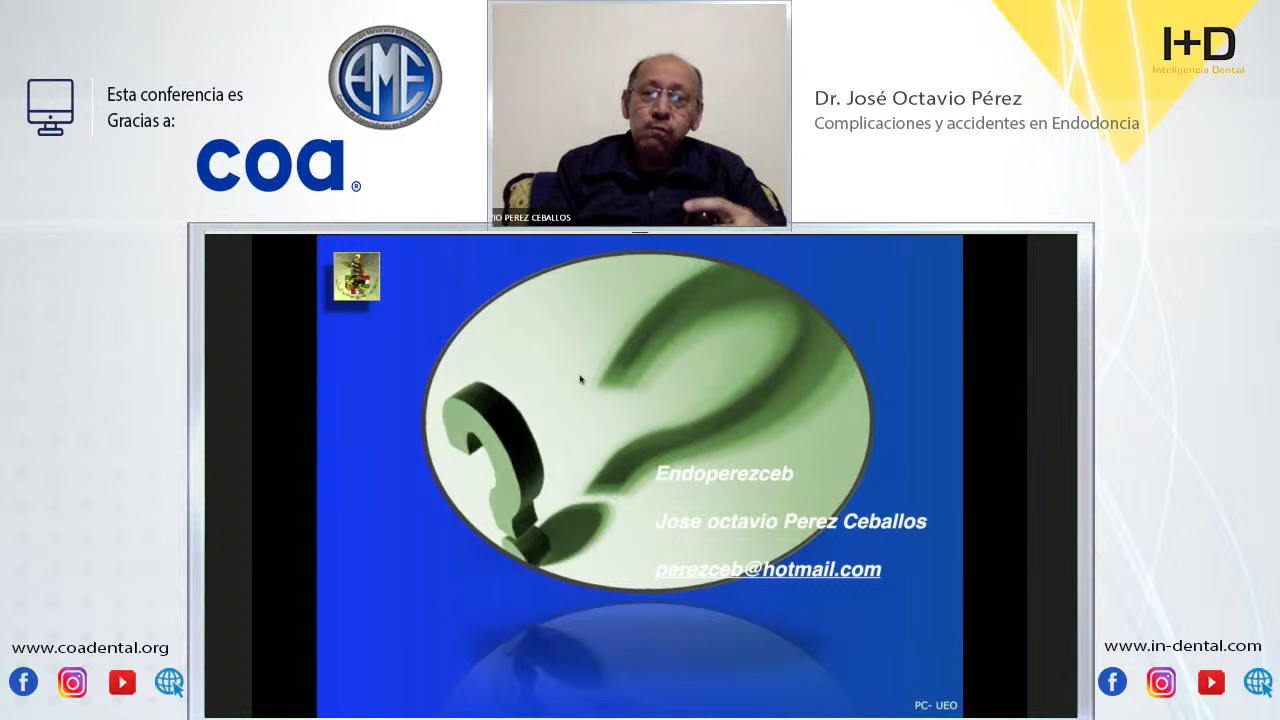 Esta conferencia es
Gracias a:
AME
coa®
IO PEREZ CEBALLOS
Dr. José Octavio Pérez
Complicaciones y accidentes en Endodoncia
I+D
Inteligencia Dental
Endoperezceb
Jose octavio Perez Ceballos
perezceb@hotmail.com
PC- UEO
www.coadental.org
www.in-dental.com